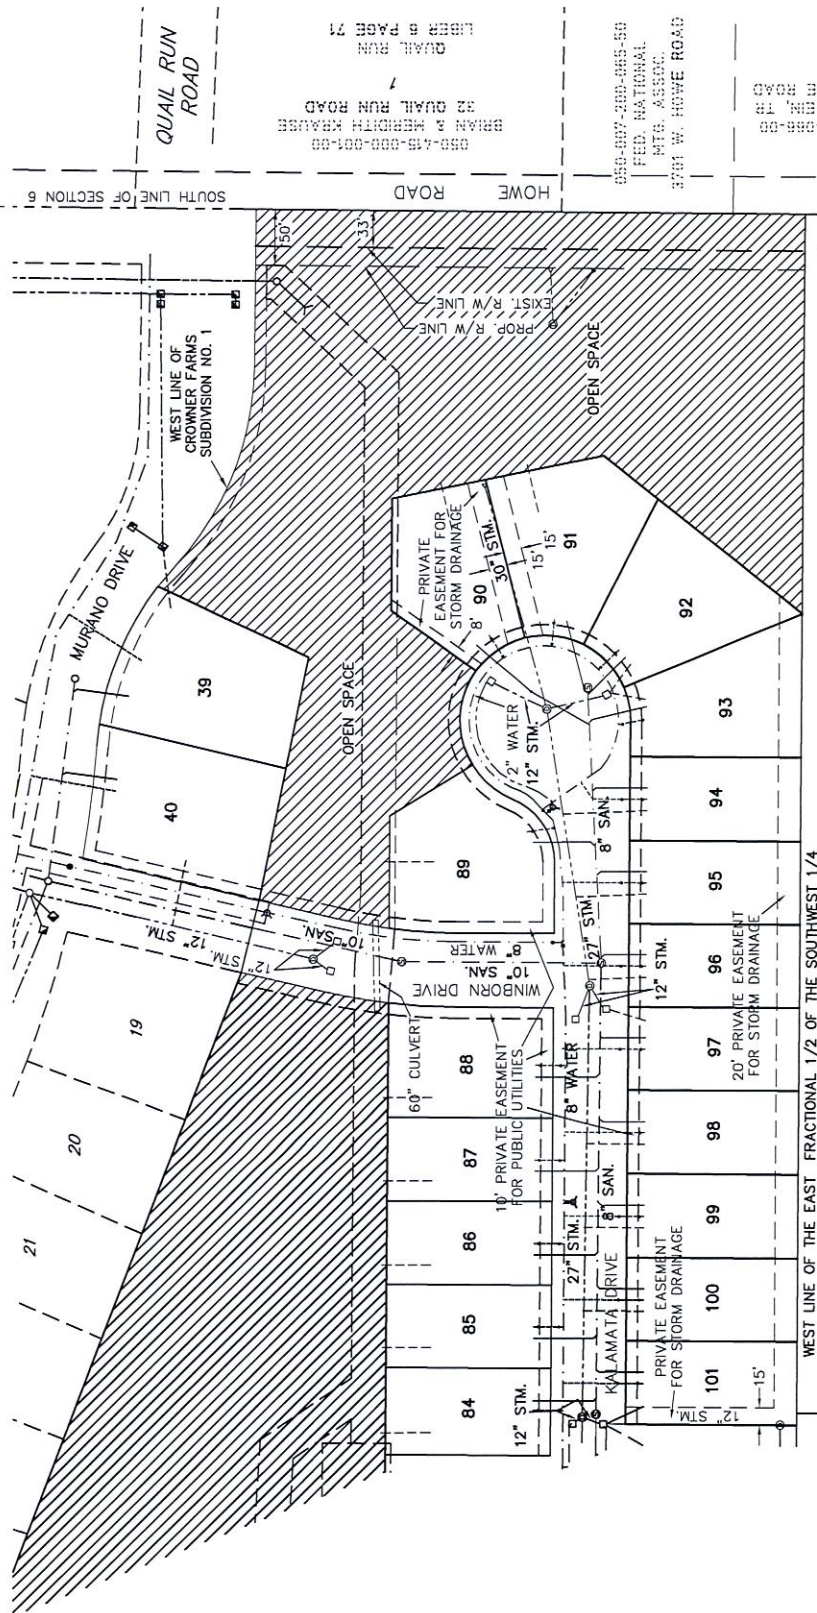 QUAIL RUN
ROAD
LIBER 6 PAGE 71
QUAIL RUN
1
32 QUAIL RUN ROAD
BRIAN & MERIDITH KRAUSE
050-415-000-001-00
050-007-200-065-50
FED. NATIONAL
MTG. ASSOC.
3701 W. HOWE ROAD
066-00
EIN, TR
E ROAD
SOUTH LINE OF SECTION 6
HOWE ROAD
50'
33'
EXIST. R/W LINE
PROP. R/W LINE
WEST LINE OF
CROWNER FARMS
SUBDIVISION NO. 1
OPEN SPACE
OPEN SPACE
MURANO DRIVE
39
40
PRIVATE
EASEMENT FOR
STORM DRAINAGE
8'
90
30" STM.
15'
15'
91
92
93
94
95
96
97
98
99
100
101
2" WATER
12" STM.
8" SAN.
89
27" STM.
12" STM.
12" STM.
10" SAN.
12" STM.
8" WATER
10" SAN.
WINBORN DRIVE
60" CULVERT
19
20
21
88
87
86
85
84
10' PRIVATE EASEMENT
FOR PUBLIC UTILITIES
8" WATER
8" SAN.
27" STM.
KALAMATA DRIVE
20' PRIVATE EASEMENT
FOR STORM DRAINAGE
PRIVATE EASEMENT
FOR STORM DRAINAGE
12" STM.
12" STM.
15'
WEST LINE OF THE EAST FRACTIONAL 1/2 OF THE SOUTHWEST 1/4